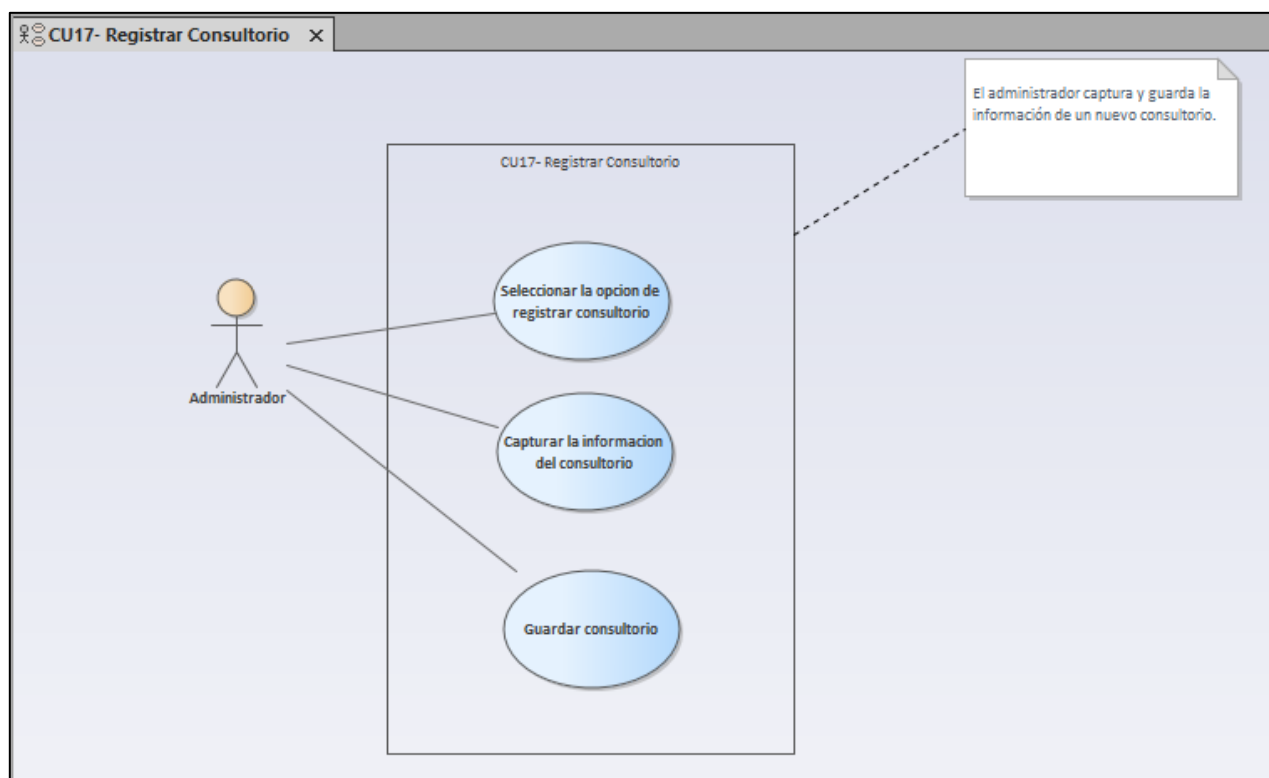 CU17- Registrar Consultorio
El administrador captura y guarda la
información de un nuevo consultorio.
CU17- Registrar Consultorio
Seleccionar la opcion de
registrar consultorio
Administrador
Capturar la informacion
del consultorio
Guardar consultorio